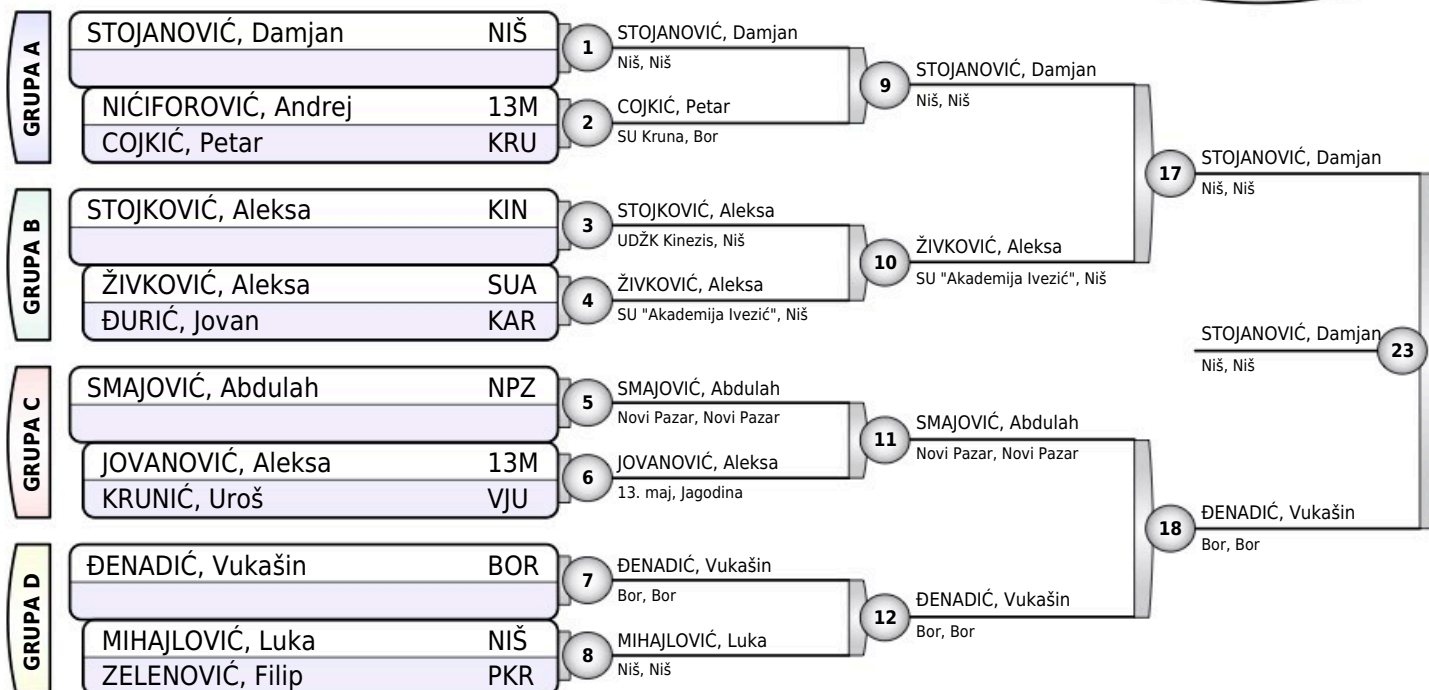 GRUPA A
STOJANOVIĆ, Damjan NIŠ
NIĆIFOROVIĆ, Andrej 13M
COJKIĆ, Petar KRU
1
STOJANOVIĆ, Damjan
Niš, Niš
2
COJKIĆ, Petar
SU Kruna, Bor
9
STOJANOVIĆ, Damjan
Niš, Niš
GRUPA B
STOJKOVIĆ, Aleksa KIN
ŽIVKOVIĆ, Aleksa SUA
ĐURIĆ, Jovan KAR
3
STOJKOVIĆ, Aleksa
UDŽK Kinezis, Niš
4
ŽIVKOVIĆ, Aleksa
SU "Akademija Ivezić", Niš
10
ŽIVKOVIĆ, Aleksa
SU "Akademija Ivezić", Niš
17
STOJANOVIĆ, Damjan
Niš, Niš
GRUPA C
SMAJOVIĆ, Abdulah NPZ
JOVANOVIĆ, Aleksa 13M
KRUNIĆ, Uroš VJU
5
SMAJOVIĆ, Abdulah
Novi Pazar, Novi Pazar
6
JOVANOVIĆ, Aleksa
13. maj, Jagodina
11
SMAJOVIĆ, Abdulah
Novi Pazar, Novi Pazar
GRUPA D
ĐENADIĆ, Vukašin BOR
MIHAJLOVIĆ, Luka NIŠ
ZELENOVIĆ, Filip PKR
7
ĐENADIĆ, Vukašin
Bor, Bor
8
MIHAJLOVIĆ, Luka
Niš, Niš
12
ĐENADIĆ, Vukašin
Bor, Bor
18
ĐENADIĆ, Vukašin
Bor, Bor
STOJANOVIĆ, Damjan
Niš, Niš
23